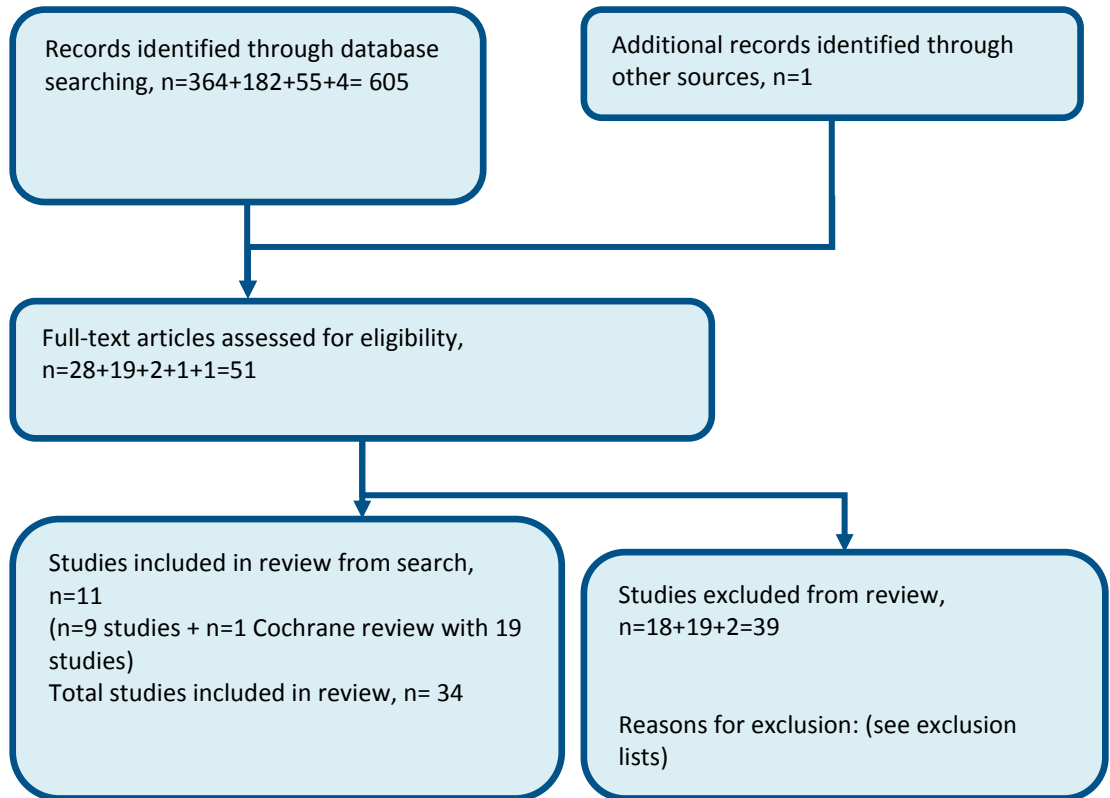 Records identified through database
searching, n=364+182+55+4= 605
Additional records identified through
other sources, n=1
Full-text articles assessed for eligibility,
n=28+19+2+1+1=51
Studies included in review from search,
n=11
(n=9 studies + n=1 Cochrane review with 19
studies)
Total studies included in review, n= 34
Studies excluded from review,
n=18+19+2=39
Reasons for exclusion: (see exclusion
lists)